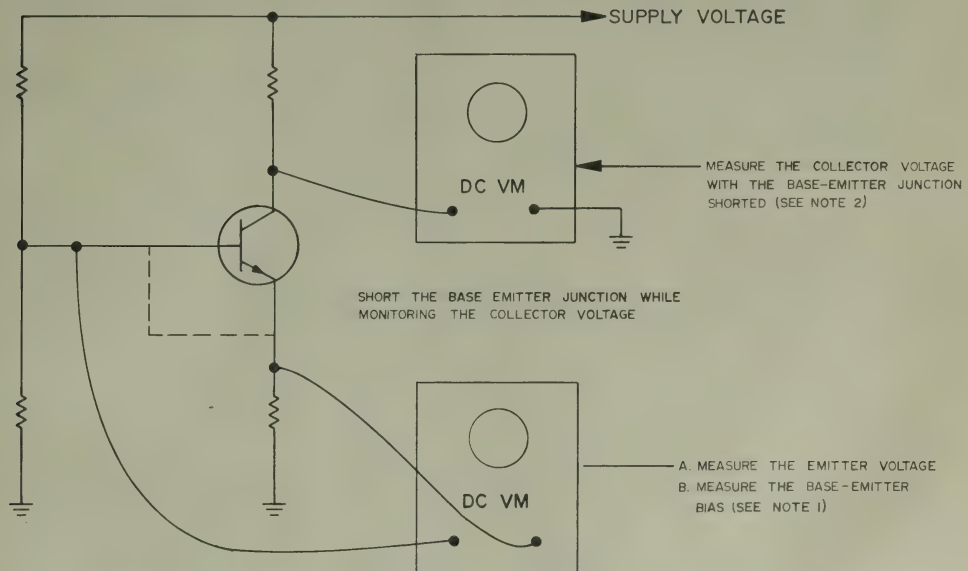 SUPPLY VOLTAGE
DC VM
MEASURE THE COLLECTOR VOLTAGE
WITH THE BASE-EMITTER JUNCTION
SHORTED (SEE NOTE 2)
SHORT THE BASE EMITTER JUNCTION WHILE
MONITORING THE COLLECTOR VOLTAGE
DC VM
A. MEASURE THE EMITTER VOLTAGE
B. MEASURE THE BASE-EMITTER
BIAS (SEE NOTE 1)